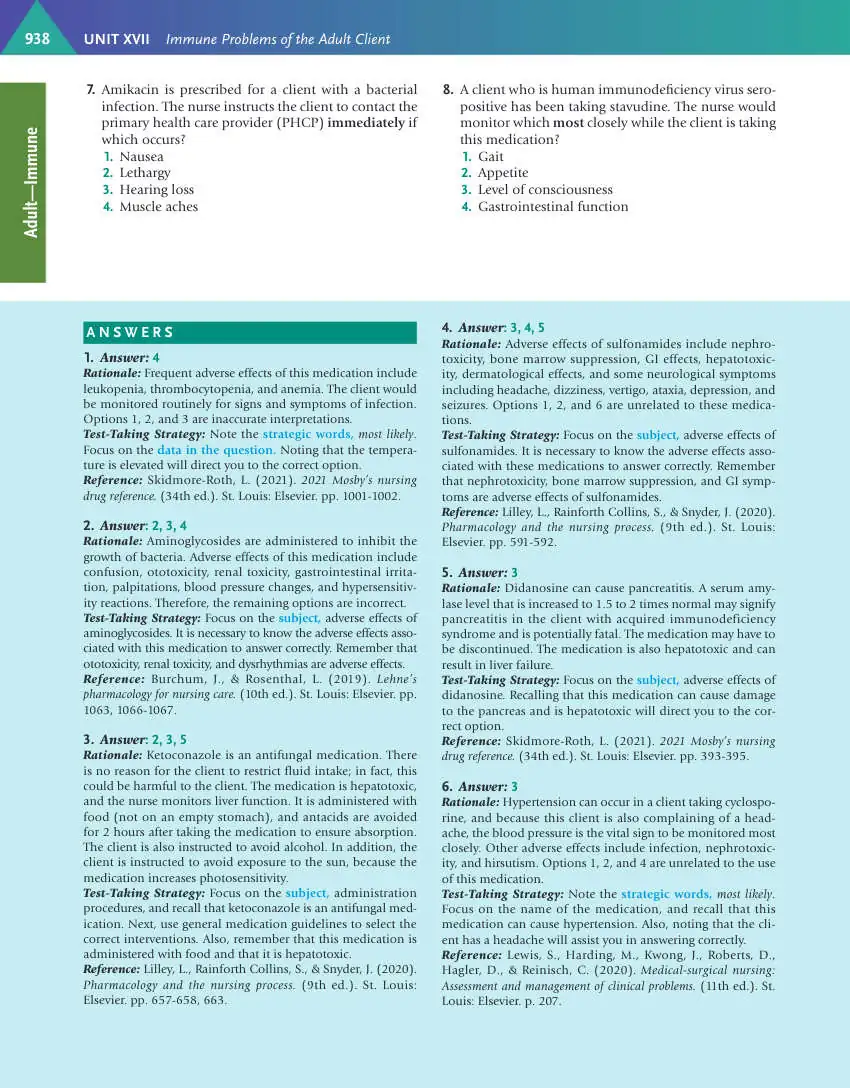 938 UNIT XVII Immune Problems of the Adult Client
Adult—Immune
7. Amikacin is prescribed for a client with a bacterial
infection. The nurse instructs the client to contact the
primary health care provider (PHCP) immediately if
which occurs?
1. Nausea
2. Lethargy
3. Hearing loss
4. Muscle aches
8. A client who is human immunodeficiency virus sero-
positive has been taking stavudine. The nurse would
monitor which most closely while the client is taking
this medication?
1. Gait
2. Appetite
3. Level of consciousness
4. Gastrointestinal function
ANSWERS
1. Answer: 4
Rationale: Frequent adverse effects of this medication include
leukopenia, thrombocytopenia, and anemia. The client would
be monitored routinely for signs and symptoms of infection.
Options 1, 2, and 3 are inaccurate interpretations.
Test-Taking Strategy: Note the strategic words, most likely.
Focus on the data in the question. Noting that the tempera-
ture is elevated will direct you to the correct option.
Reference: Skidmore-Roth, L. (2021). 2021 Mosby's nursing
drug reference. (34th ed.). St. Louis: Elsevier. pp. 1001-1002.
2. Answer: 2, 3, 4
Rationale: Aminoglycosides are administered to inhibit the
growth of bacteria. Adverse effects of this medication include
confusion, ototoxicity, renal toxicity, gastrointestinal irrita-
tion, palpitations, blood pressure changes, and hypersensitiv-
ity reactions. Therefore, the remaining options are incorrect.
Test-Taking Strategy: Focus on the subject, adverse effects of
aminoglycosides. It is necessary to know the adverse effects asso-
ciated with this medication to answer correctly. Remember that
ototoxicity, renal toxicity, and dysrhythmias are adverse effects.
Reference: Burchum, J., & Rosenthal, L. (2019). Lehne's
pharmacology for nursing care. (10th ed.). St. Louis: Elsevier. pp.
1063, 1066-1067.
3. Answer: 2, 3, 5
Rationale: Ketoconazole is an antifungal medication. There
is no reason for the client to restrict fluid intake; in fact, this
could be harmful to the client. The medication is hepatotoxic,
and the nurse monitors liver function. It is administered with
food (not on an empty stomach), and antacids are avoided
for 2 hours after taking the medication to ensure absorption.
The client is also instructed to avoid alcohol. In addition, the
client is instructed to avoid exposure to the sun, because the
medication increases photosensitivity.
Test-Taking Strategy: Focus on the subject, administration
procedures, and recall that ketoconazole is an antifungal med-
ication. Next, use general medication guidelines to select the
correct interventions. Also, remember that this medication is
administered with food and that it is hepatotoxic.
Reference: Lilley, L., Rainforth Collins, S., & Snyder, J. (2020).
Pharmacology and the nursing process. (9th ed.). St. Louis:
Elsevier. pp. 657-658, 663.
4. Answer: 3, 4, 5
Rationale: Adverse effects of sulfonamides include nephro-
toxicity, bone marrow suppression, GI effects, hepatotoxic-
ity, dermatological effects, and some neurological symptoms
including headache, dizziness, vertigo, ataxia, depression, and
seizures. Options 1, 2, and 6 are unrelated to these medica-
tions.
Test-Taking Strategy: Focus on the subject, adverse effects of
sulfonamides. It is necessary to know the adverse effects asso-
ciated with these medications to answer correctly. Remember
that nephrotoxicity, bone marrow suppression, and GI symp-
toms are adverse effects of sulfonamides.
Reference: Lilley, L., Rainforth Collins, S., & Snyder, J. (2020).
Pharmacology and the nursing process. (9th ed.). St. Louis:
Elsevier. pp. 591-592.
5. Answer: 3
Rationale: Didanosine can cause pancreatitis. A serum amy-
lase level that is increased to 1.5 to 2 times normal may signify
pancreatitis in the client with acquired immunodeficiency
syndrome and is potentially fatal. The medication may have to
be discontinued. The medication is also hepatotoxic and can
result in liver failure.
Test-Taking Strategy: Focus on the subject, adverse effects of
didanosine. Recalling that this medication can cause damage
to the pancreas and is hepatotoxic will direct you to the cor-
rect option.
Reference: Skidmore-Roth, L. (2021). 2021 Mosby's nursing
drug reference. (34th ed.). St. Louis: Elsevier. pp. 393-395.
6. Answer: 3
Rationale: Hypertension can occur in a client taking cyclospo-
rine, and because this client is also complaining of a head-
ache, the blood pressure is the vital sign to be monitored most
closely. Other adverse effects include infection, nephrotoxic-
ity, and hirsutism. Options 1, 2, and 4 are unrelated to the use
of this medication.
Test-Taking Strategy: Note the strategic words, most likely.
Focus on the name of the medication, and recall that this
medication can cause hypertension. Also, noting that the cli-
ent has a headache will assist you in answering correctly.
Reference: Lewis, S., Harding, M., Kwong, J., Roberts, D.,
Hagler, D., & Reinisch, C. (2020). Medical-surgical nursing:
Assessment and management of clinical problems. (11th ed.). St.
Louis: Elsevier. p. 207.